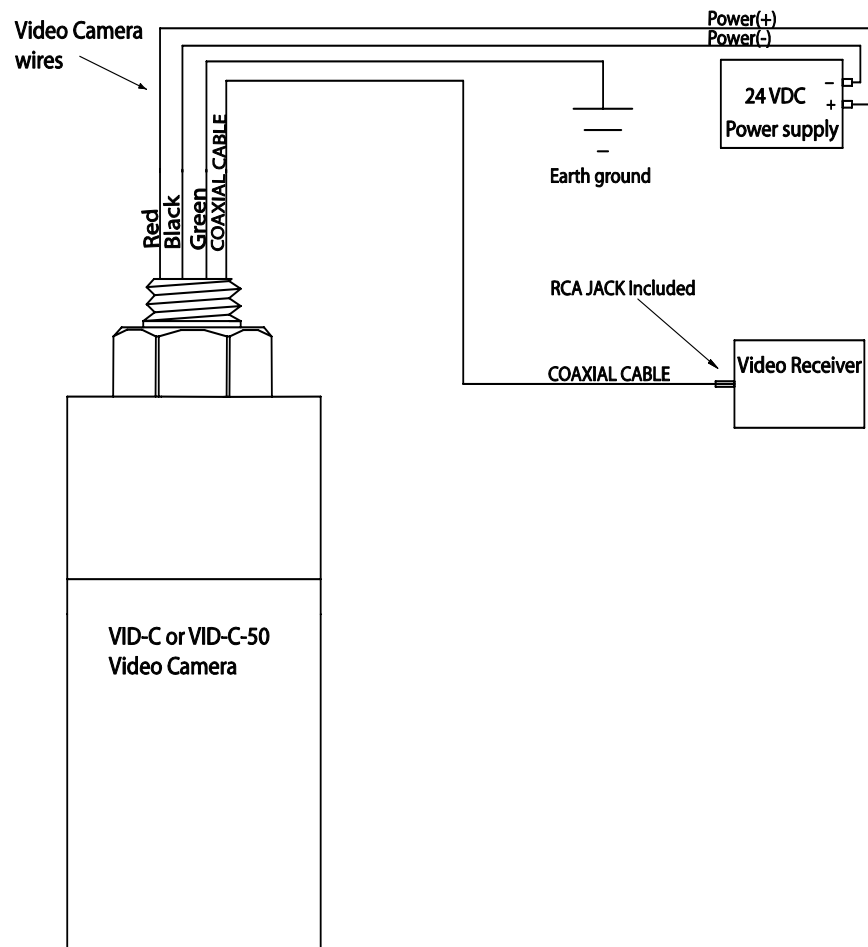 Video Camera
wires
Power(+)
Power(-)
24 VDC
Power supply
−
+
Earth ground
Red
Black
Green
COAXIAL CABLE
RCA JACK Included
COAXIAL CABLE
Video Receiver
VID-C or VID-C-50
Video Camera